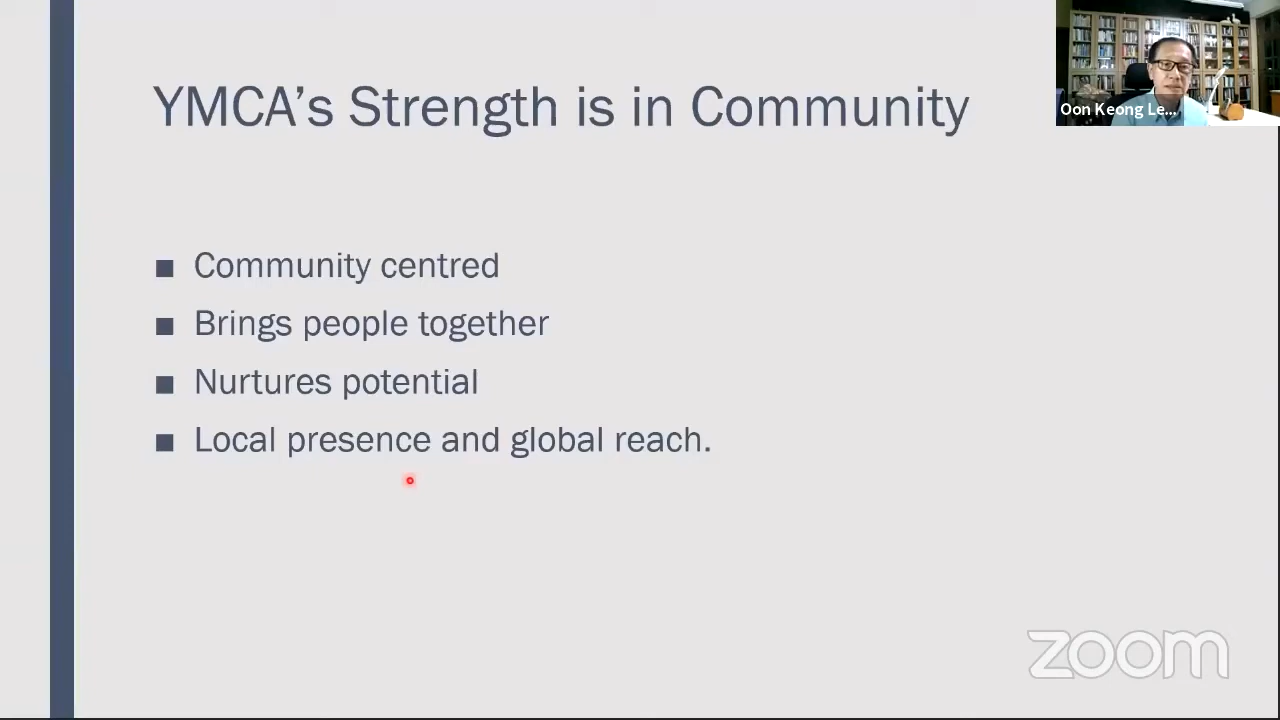 YMCA’s Strength is in Community
Oon Keong Le...
■ Community centred
■ Brings people together
■ Nurtures potential
■ Local presence and global reach.
zoom